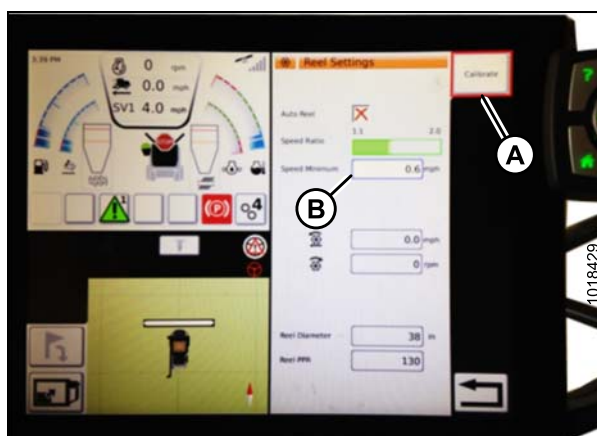 3:39 PM
0 rpm
0.0 mph
SV1 4.0 mph
1
P
4
Reel Settings
Auto Reel
Speed Ratio
1.1 2.0
Speed Minimum 0.6 mph
0.0 mph
0 rpm
Reel Diameter 38 in
Reel PPR 130
Calibrate
A
B
?
1018429